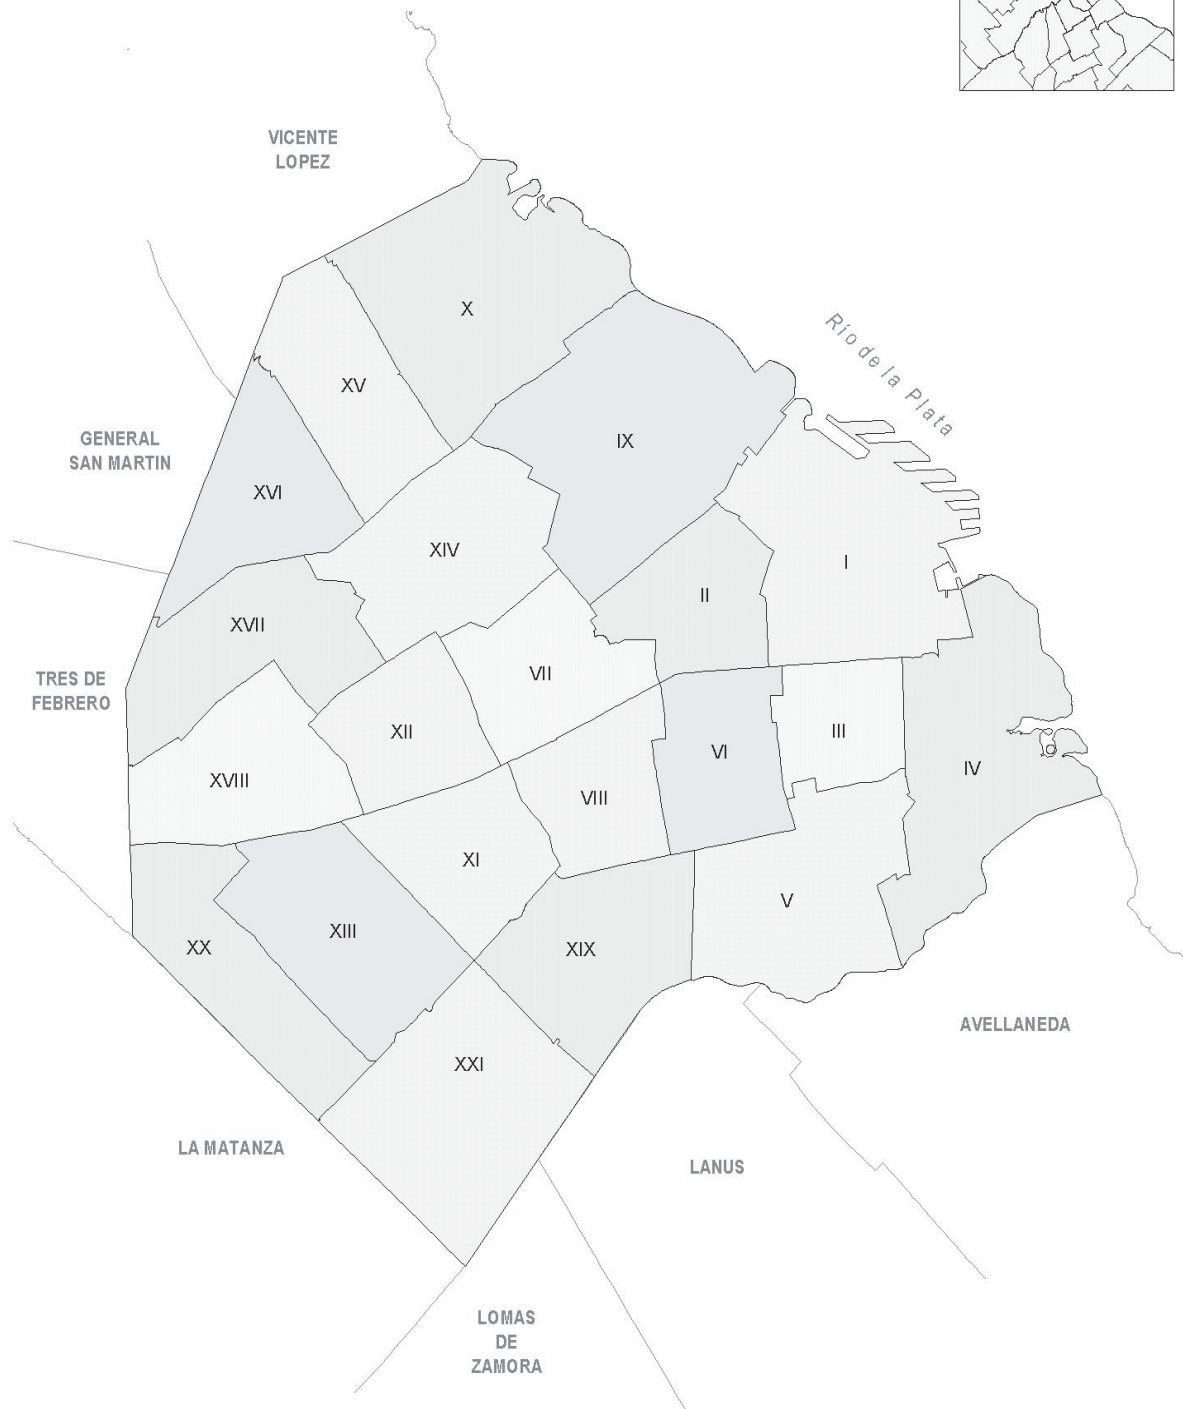 VICENTE
LOPEZ
X
Río de la Plata
XV
GENERAL
SAN MARTIN
IX
XVI
XIV
I
II
XVII
TRES DE
FEBRERO
VII
XII
III
VI
IV
XVIII
VIII
XI
V
XIII
XX
XIX
AVELLANEDA
XXI
LA MATANZA
LANUS
LOMAS
DE
ZAMORA